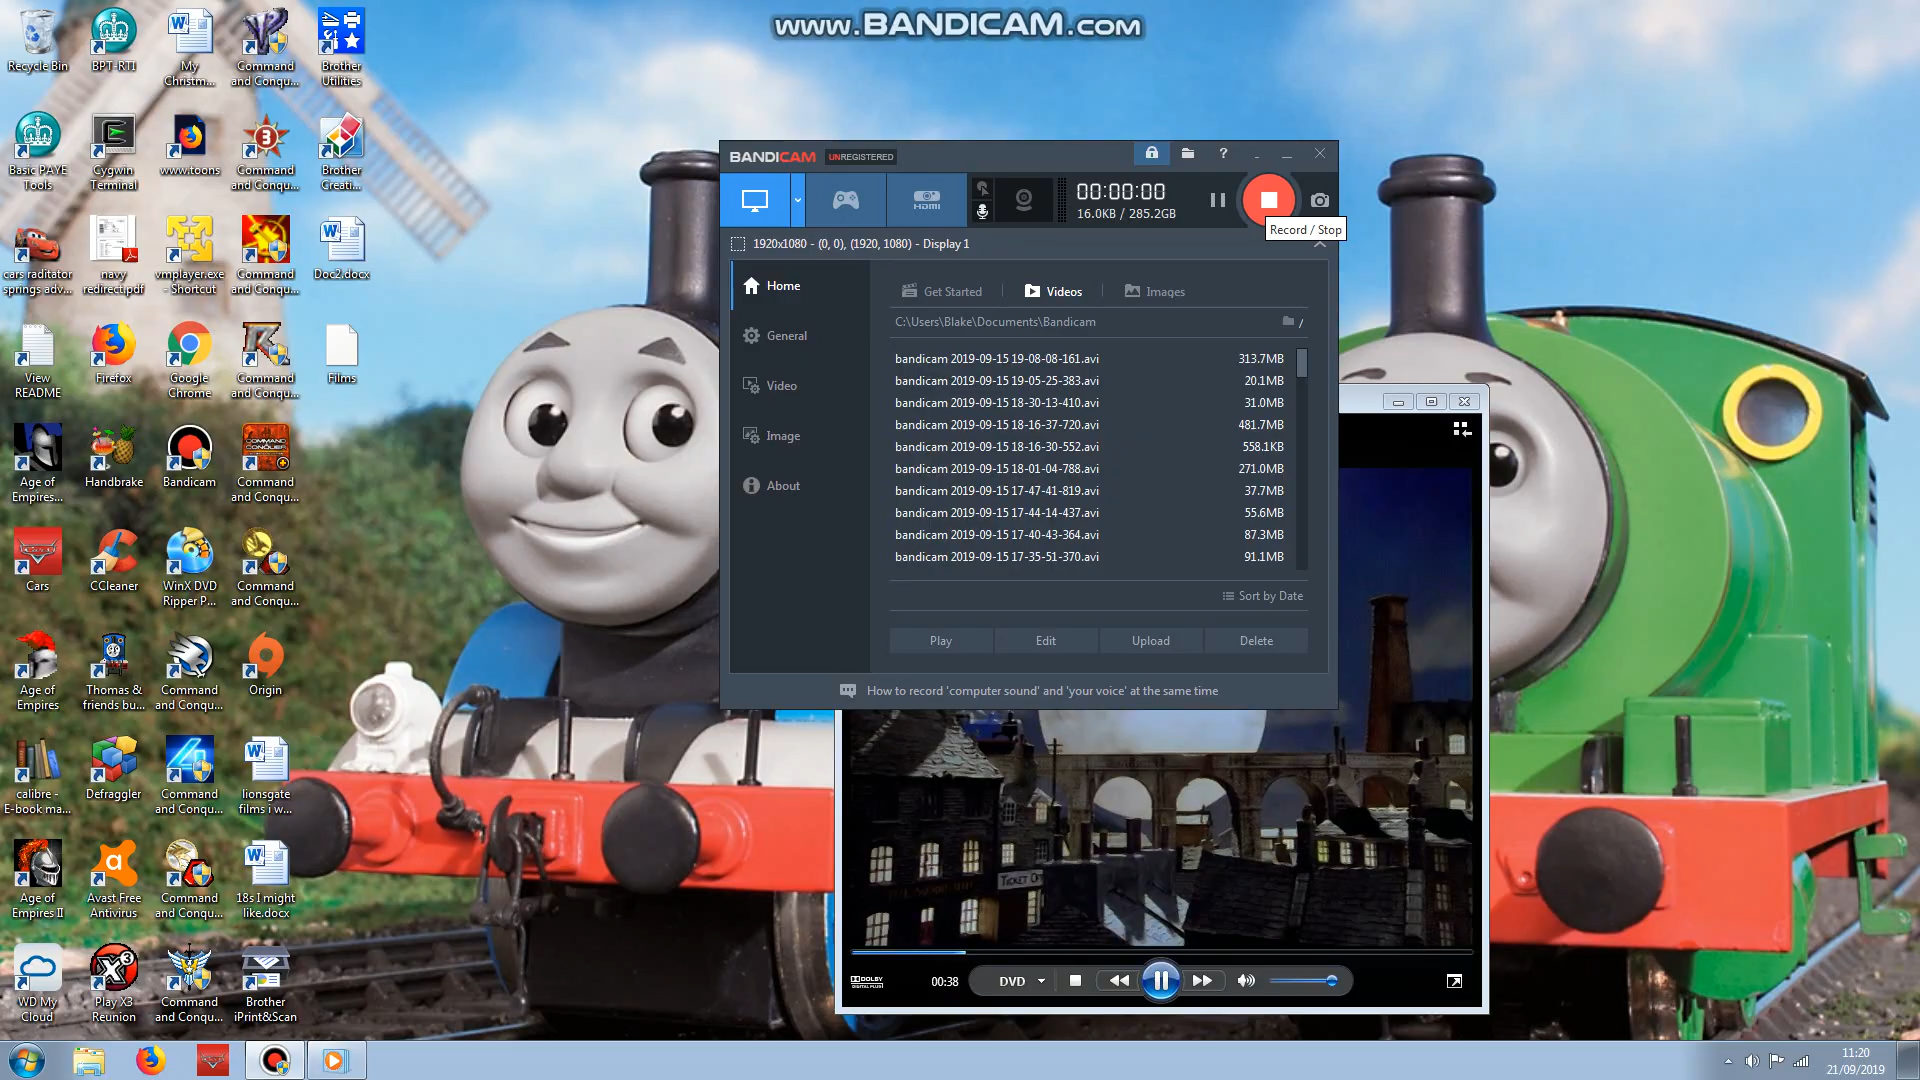 www.BANDICAM.com
Recycle Bin
BPT-RTI
My
Christm...
Command
and Conqu...
Brother
Utilities
Basic PAYE
Tools
Cygwin
Terminal
www.toons
Command
and Conqu...
Brother
Creati...
cars raditator
springs adv...
navy
redirect.pdf
vmplayer.exe
- Shortcut
Command
and Conqu...
Doc2.docx
View
README
Firefox
Google
Chrome
Command
and Conqu...
Films
Age of
Empires...
Handbrake
Bandicam
Command
and Conqu...
Cars
CCleaner
WinX DVD
Ripper P...
Command
and Conqu...
Age of
Empires
Thomas &
friends bu...
Command
and Conqu...
Origin
calibre -
E-book ma...
Defraggler
Command
and Conqu...
lionsgate
films i w...
Age of
Empires II
Avast Free
Antivirus
Command
and Conqu...
18s I might
like.docx
WD My
Cloud
Play X3
Reunion
Command
and Conqu...
Brother
iPrint&Scan
BANDICAM UNREGISTERED
HDMI
00:00:00
16.0KB / 285.2GB
Record / Stop
1920x1080 - (0, 0), (1920, 1080) - Display 1
Home
General
Video
Image
About
Get Started
Videos
Images
C:\Users\Blake\Documents\Bandicam
/
bandicam 2019-09-15 19-08-08-161.avi 313.7MB
bandicam 2019-09-15 19-05-25-383.avi 20.1MB
bandicam 2019-09-15 18-30-13-410.avi 31.0MB
bandicam 2019-09-15 18-16-37-720.avi 481.7MB
bandicam 2019-09-15 18-16-30-552.avi 558.1KB
bandicam 2019-09-15 18-01-04-788.avi 271.0MB
bandicam 2019-09-15 17-47-41-819.avi 37.7MB
bandicam 2019-09-15 17-44-14-437.avi 55.6MB
bandicam 2019-09-15 17-40-43-364.avi 87.3MB
bandicam 2019-09-15 17-35-51-370.avi 91.1MB
Sort by Date
Play
Edit
Upload
Delete
How to record 'computer sound' and 'your voice' at the same time
TICKET
DOLBY
DIGITAL PLUS
00:38
DVD
11:20
21/09/2019